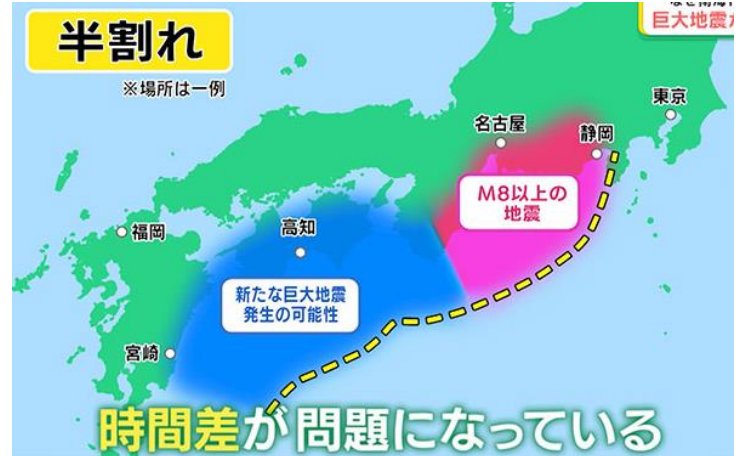 半割れ
※場所は一例
巨大地震が
東京
名古屋
静岡
M8以上の
地震
福岡
高知
新たな巨大地震
発生の可能性
宮崎
時間差が問題になっている